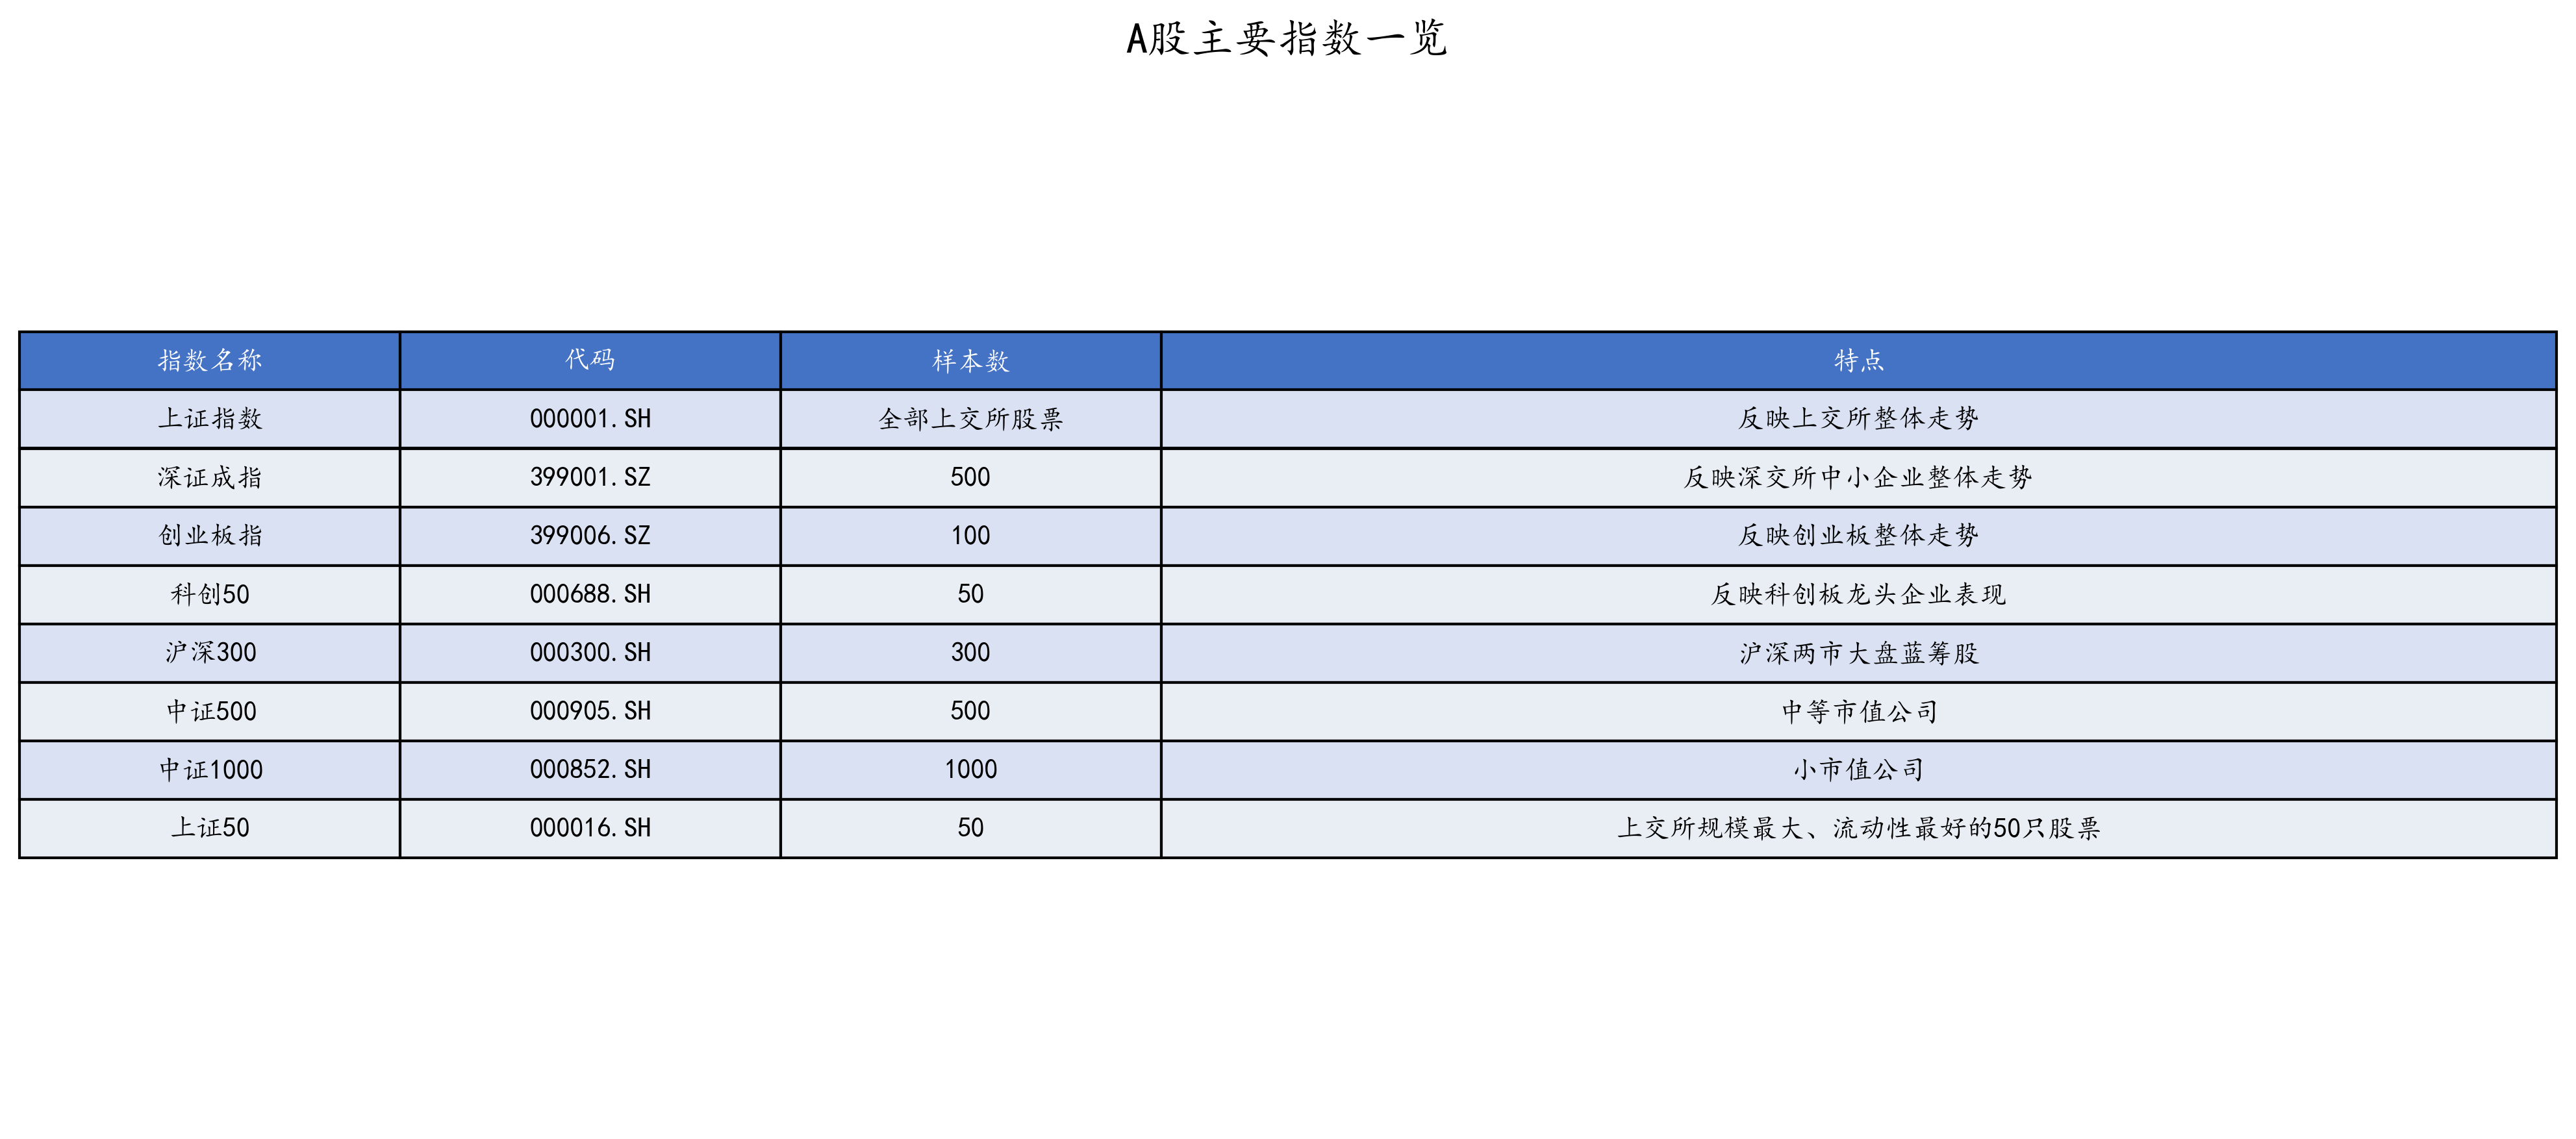 A股主要指数一览
指数名称 代码 样本数 特点
上证指数 000001.SH 全部上交所股票 反映上交所整体走势
深证成指 399001.SZ 500 反映深交所中小企业整体走势
创业板指 399006.SZ 100 反映创业板整体走势
科创50 000688.SH 50 反映科创板龙头企业表现
沪深300 000300.SH 300 沪深两市大盘蓝筹股
中证500 000905.SH 500 中等市值公司
中证1000 000852.SH 1000 小市值公司
上证50 000016.SH 50 上交所规模最大、流动性最好的50只股票